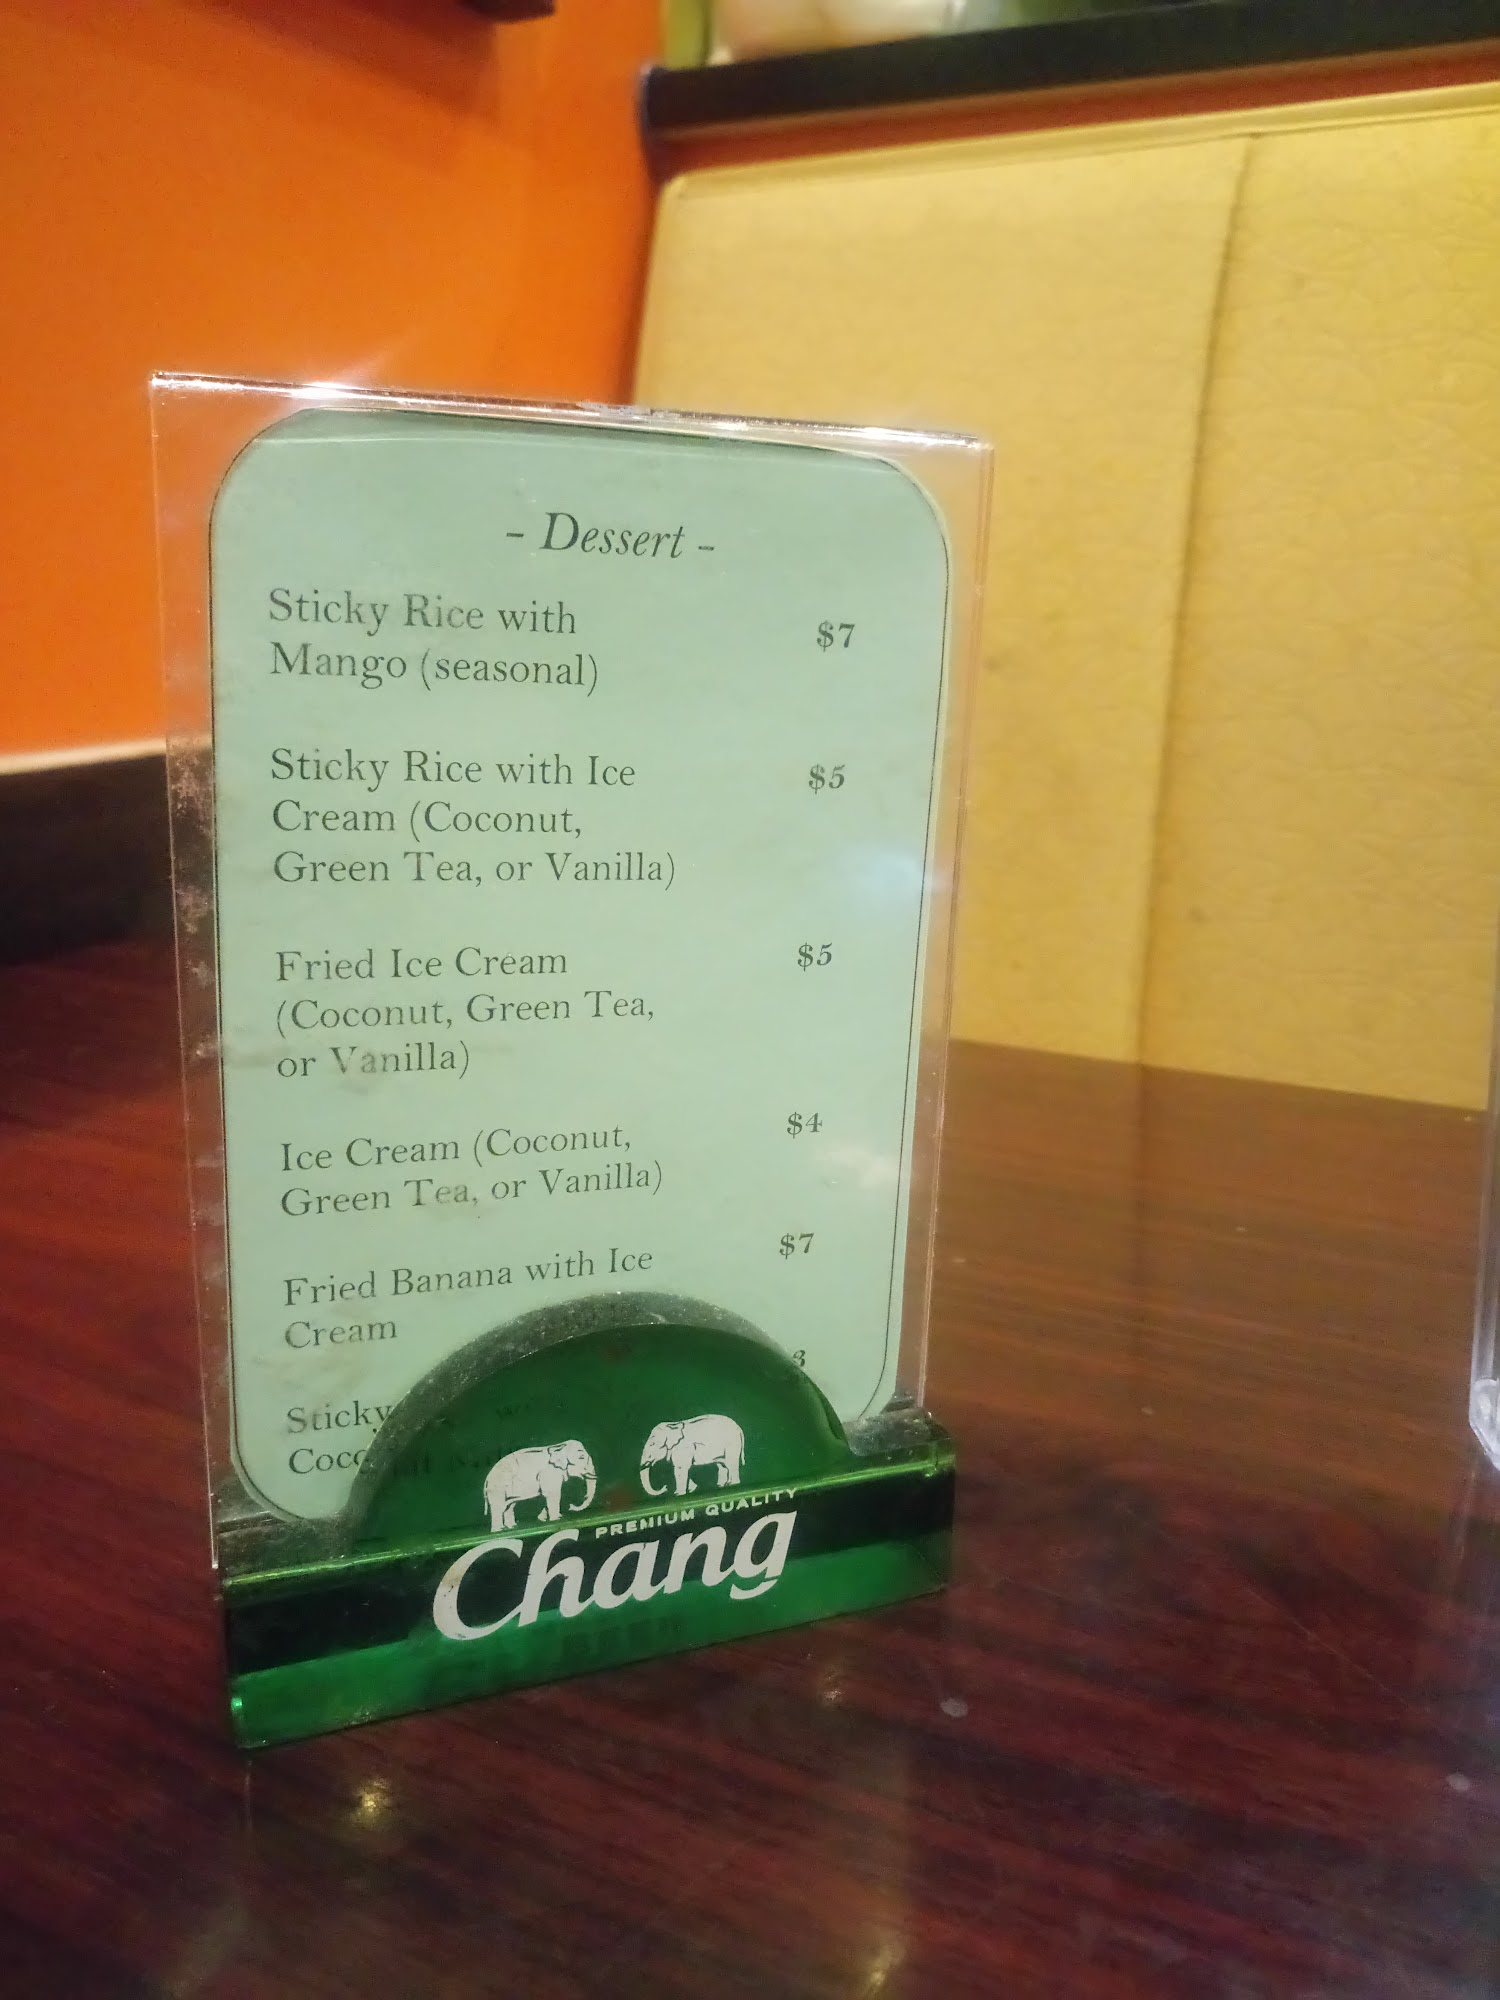 - Dessert -
Sticky Rice with
Mango (seasonal)
$7
Sticky Rice with Ice
Cream (Coconut,
Green Tea, or Vanilla)
$5
Fried Ice Cream
(Coconut, Green Tea,
or Vanilla)
$5
Ice Cream (Coconut,
Green Tea, or Vanilla)
$4
Fried Banana with Ice
Cream
$7
Sticky
Coconut
3
PREMIUM QUALITY
Chang